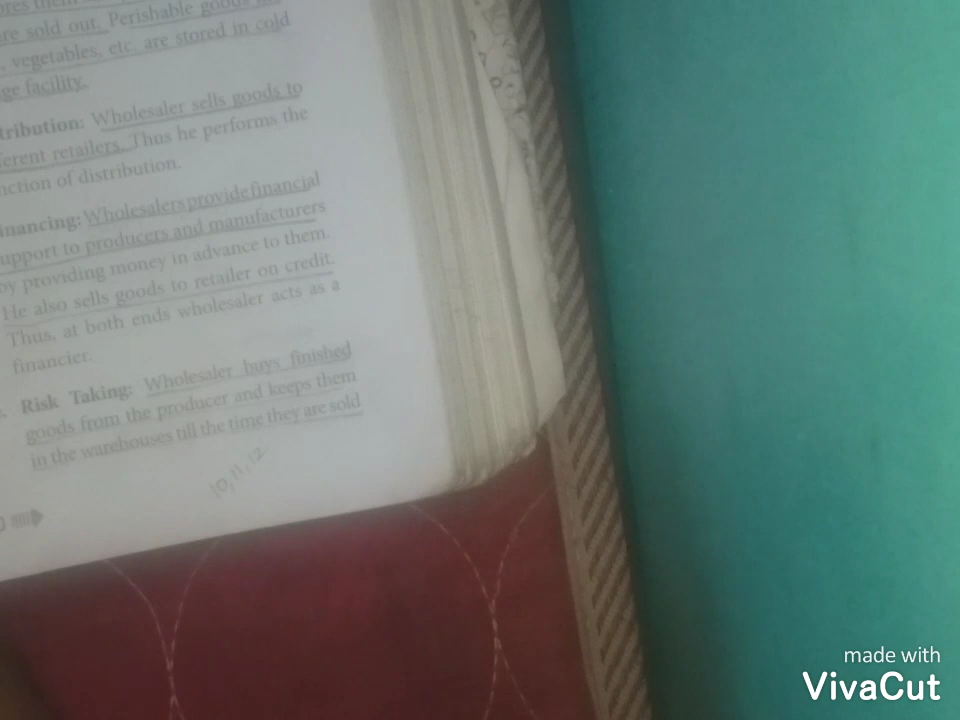 are sold out. Perishable goods
, vegetables, etc. are stored in cold
ge facility.
tribution: Wholesaler sells goods to
ferent retailers. Thus he performs the
nction of distribution.
inancing: Wholesalers provide financial
upport to producers and manufacturers
by providing money in advance to them.
He also sells goods to retailer on credit.
Thus, at both ends wholesaler acts as a
financier.
Risk Taking: Wholesaler buys finished
goods from the producer and keeps them
in the warehouses till the time they are sold
10, 11, 12
made with
VivaCut